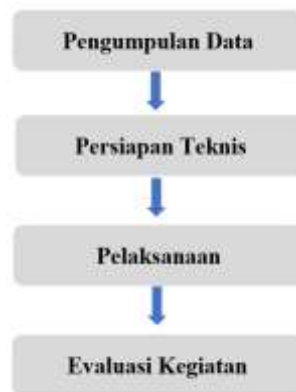 Pengumpulan Data
Persiapan Teknis
Pelaksanaan
Evaluasi Kegiatan